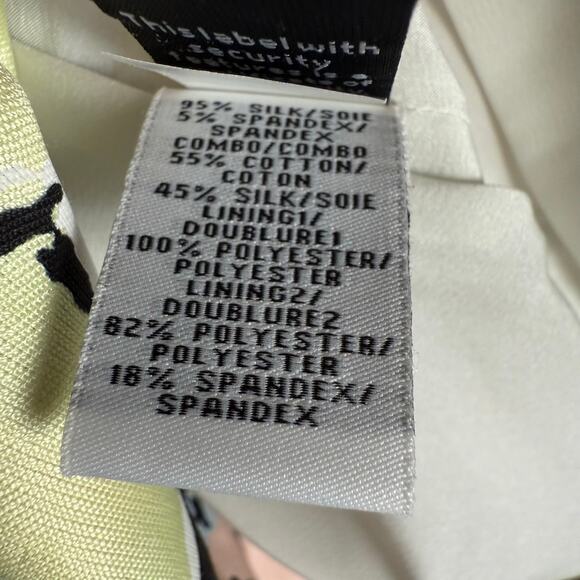 This label with
security
95% SILK/SOIE
5% SPANDEX/
SPANDEX
COMBO/COMBO
55% COTTON/
COTON
45% SILK/SOIE
LINING1/
DOUBLURE1
100% POLYESTER/
POLYESTER
LINING2/
DOUBLURE2
82% POLYESTER/
POLYESTER
18% SPANDEX/
SPANDEX